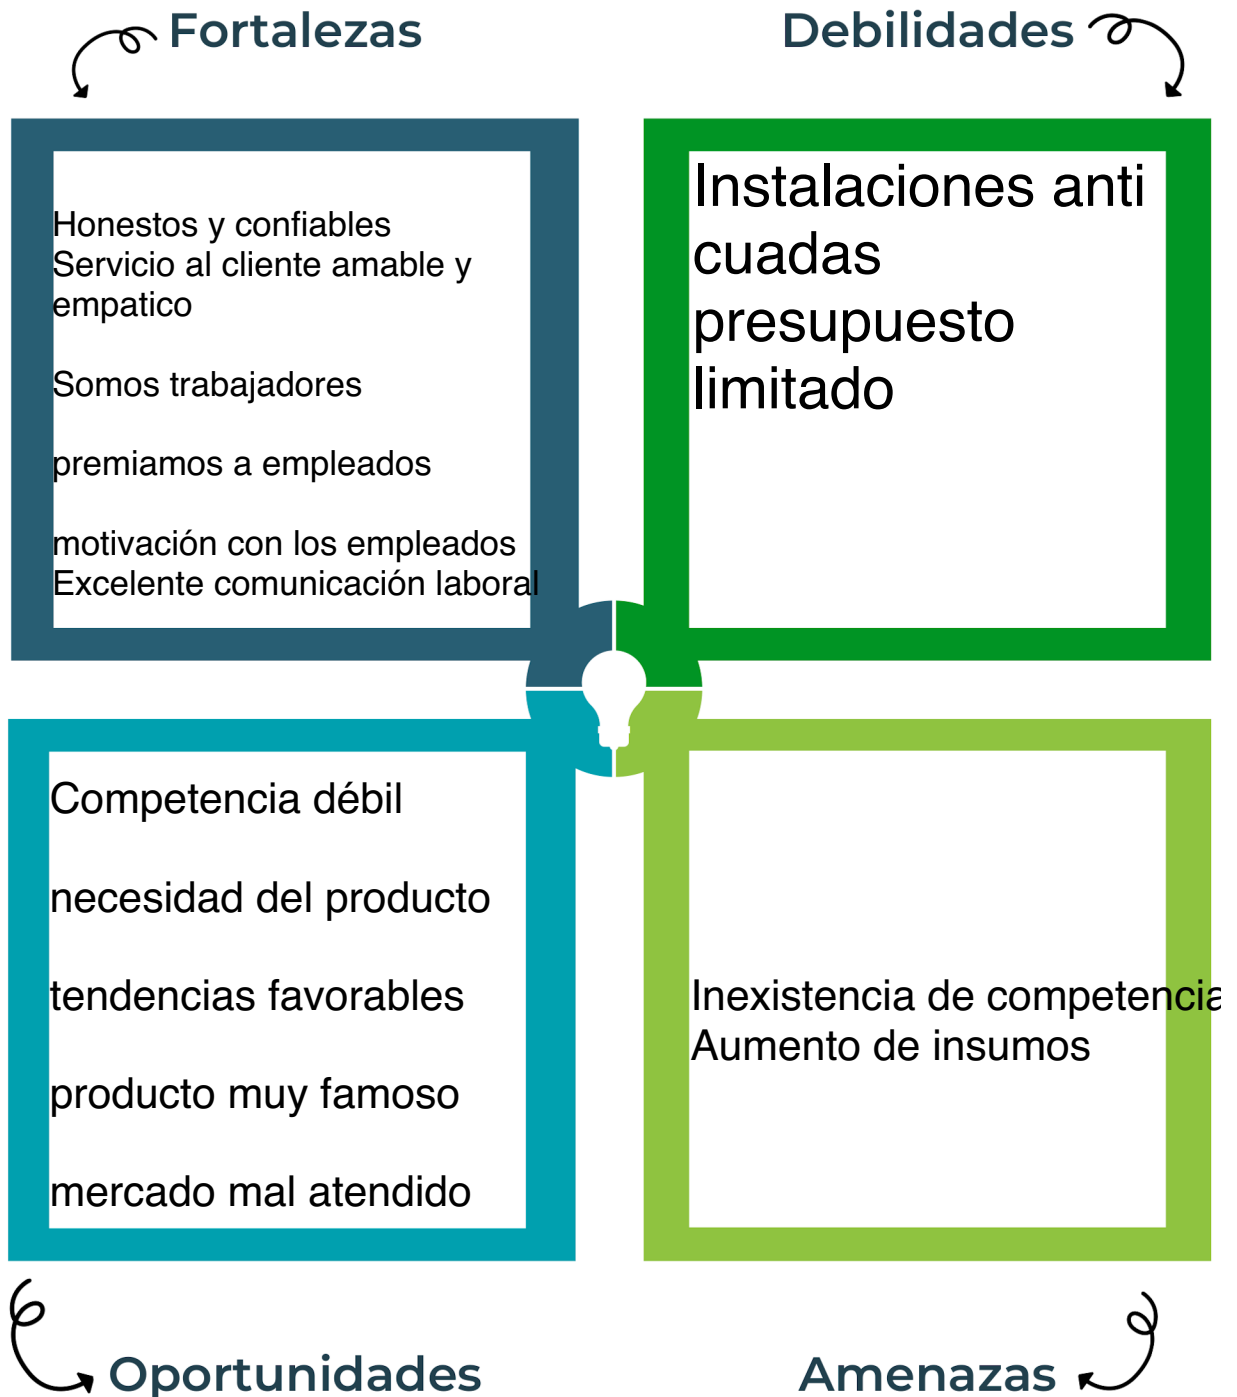 Fortalezas
Honestos y confiables
Servicio al cliente amable y
empatico
Somos trabajadores
premiamos a empleados
motivación con los empleados
Excelente comunicación laboral
Debilidades
Instalaciones anti
cuadas
presupuesto
limitado
Competencia débil
necesidad del producto
tendencias favorables
producto muy famoso
mercado mal atendido
Oportunidades
Inexistencia de competencia
Aumento de insumos
Amenazas